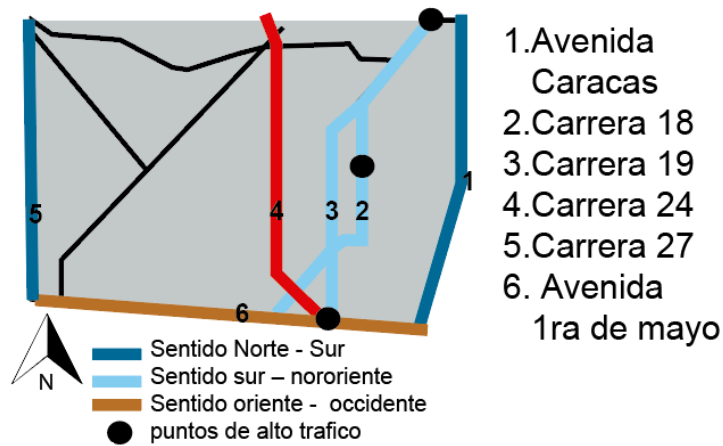 1.Avenida
Caracas
2.Carrera 18
3.Carrera 19
4.Carrera 24
5.Carrera 27
6. Avenida
1ra de mayo
5
4
3
2
1
6
N
Sentido Norte - Sur
Sentido sur – nororiente
Sentido oriente - occidente
puntos de alto trafico